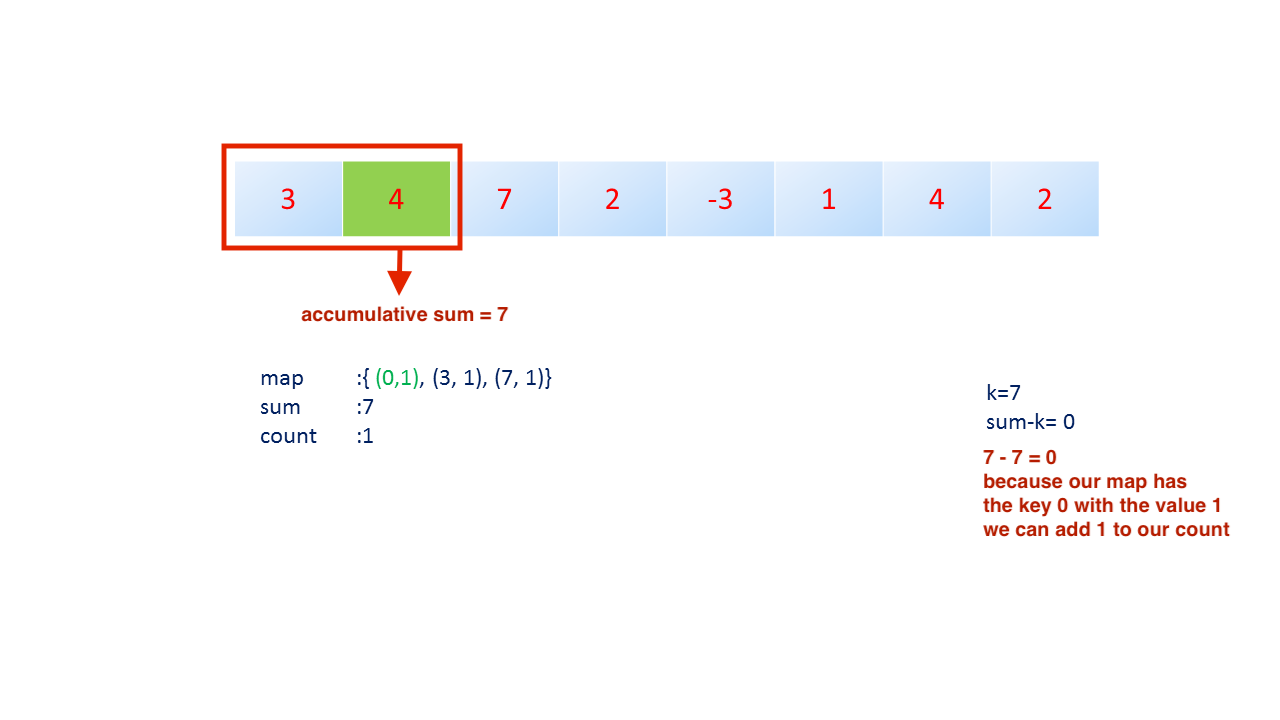 3 4 7 2 -3 1 4 2
accumulative sum = 7
map :{ (0,1), (3, 1), (7, 1)}
sum :7
count :1
k=7
sum-k= 0
7 - 7 = 0
because our map has
the key 0 with the value 1
we can add 1 to our count